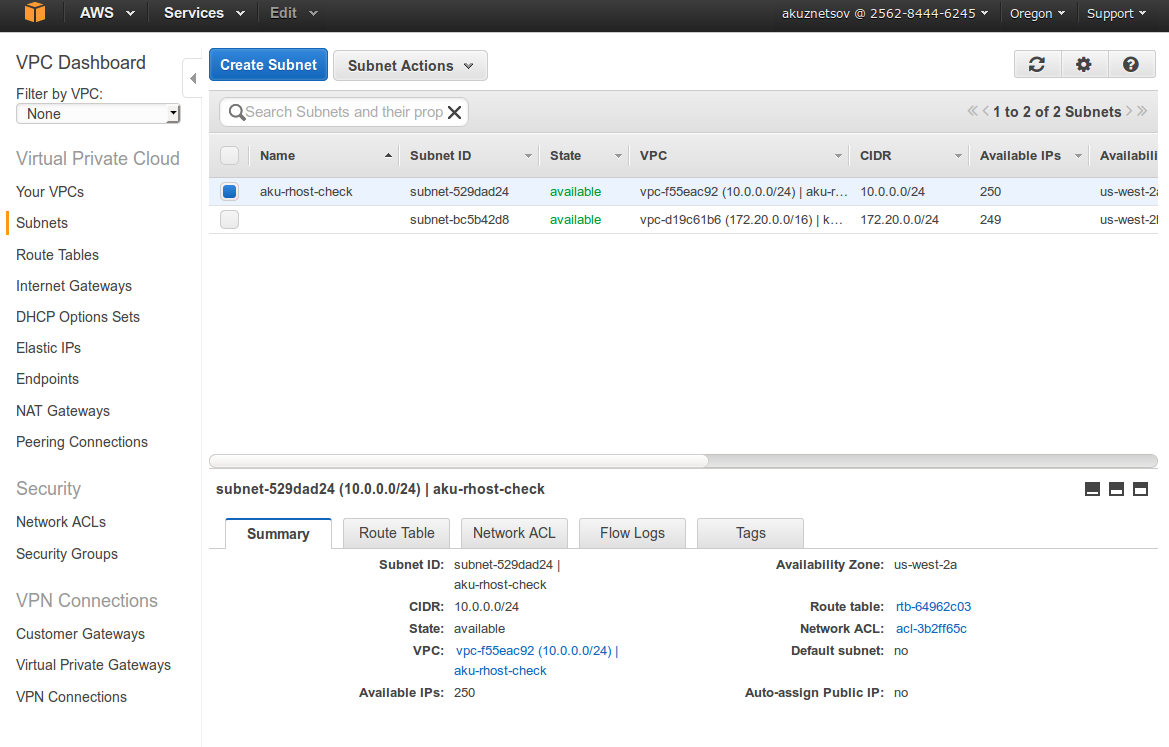 AWS Services Edit akuznetsov @ 2562-8444-6245 Oregon Support
VPC Dashboard
Filter by VPC:
None
Virtual Private Cloud
Your VPCs
Subnets
Route Tables
Internet Gateways
DHCP Options Sets
Elastic IPs
Endpoints
NAT Gateways
Peering Connections
Security
Network ACLs
Security Groups
VPN Connections
Customer Gateways
Virtual Private Gateways
VPN Connections
Create Subnet Subnet Actions
Search Subnets and their prop 1 to 2 of 2 Subnets
Name Subnet ID State VPC CIDR Available IPs Availabili
aku-rhost-check subnet-529dad24 available vpc-f55eac92 (10.0.0.0/24) | aku-r... 10.0.0.0/24 250 us-west-2a
subnet-bc5b42d8 available vpc-d19c61b6 (172.20.0.0/16) | k... 172.20.0.0/24 249 us-west-2
subnet-529dad24 (10.0.0.0/24) | aku-rhost-check
Summary Route Table Network ACL Flow Logs Tags
Subnet ID: subnet-529dad24 | Availability Zone: us-west-2a
aku-rhost-check
CIDR: 10.0.0.0/24 Route table: rtb-64962c03
State: available Network ACL: acl-3b2ff65c
VPC: vpc-f55eac92 (10.0.0.0/24) | Default subnet: no
aku-rhost-check
Available IPs: 250 Auto-assign Public IP: no